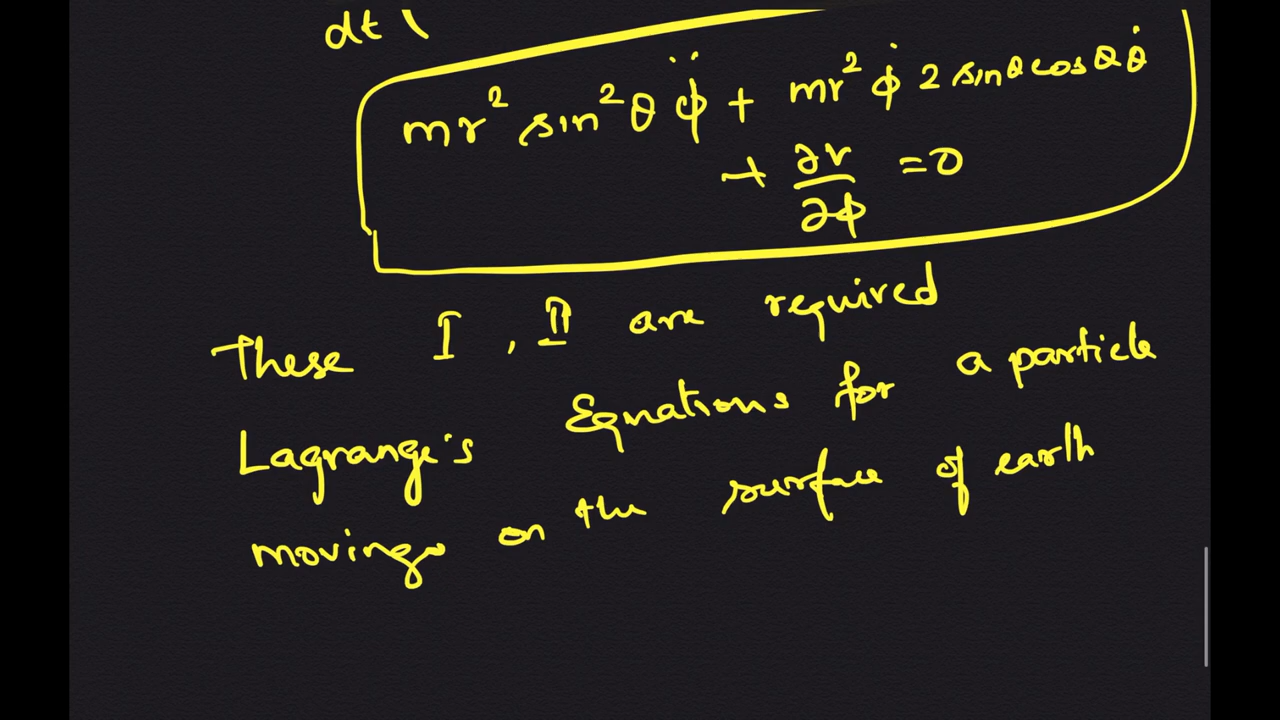 dt (
mr² sin²θ φ̈ + mr² φ̇ 2 sinθ cosθ θ̇
+ ∂v/∂φ = 0
These I, II are required
Lagrange's Equations for a particle
moving on the surface of earth